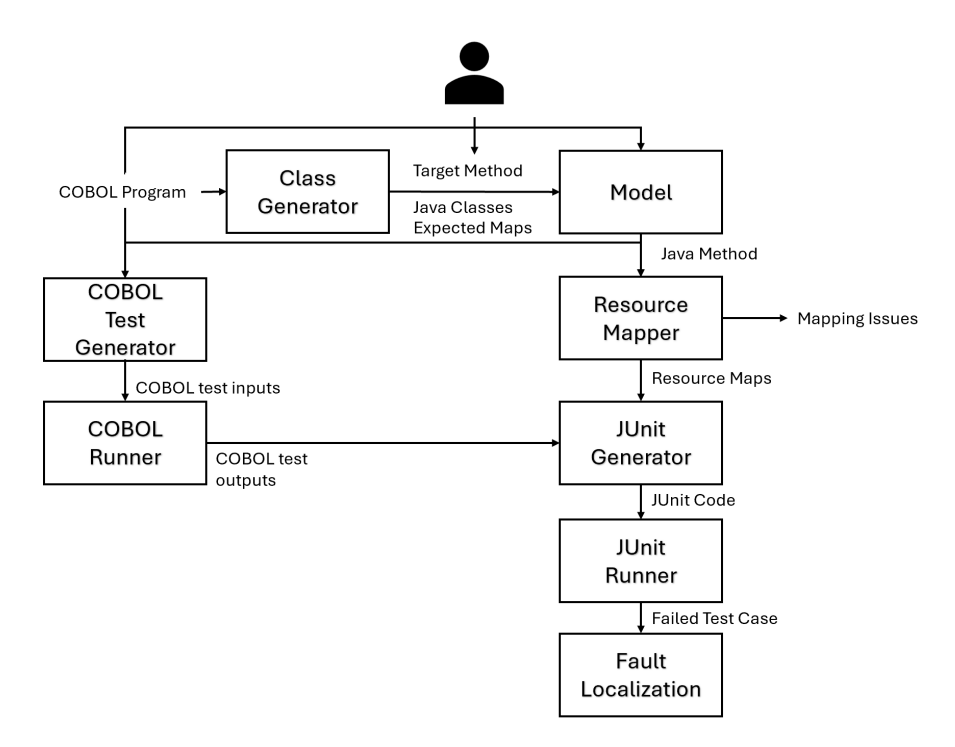 Target Method
Class
Generator
Model
COBOL Program
Java Classes
Expected Maps
Java Method
COBOL
Test
Generator
Resource
Mapper
Mapping Issues
COBOL test inputs
Resource Maps
COBOL
Runner
JUnit
Generator
COBOL test
outputs
JUnit Code
JUnit
Runner
Failed Test Case
Fault
Localization